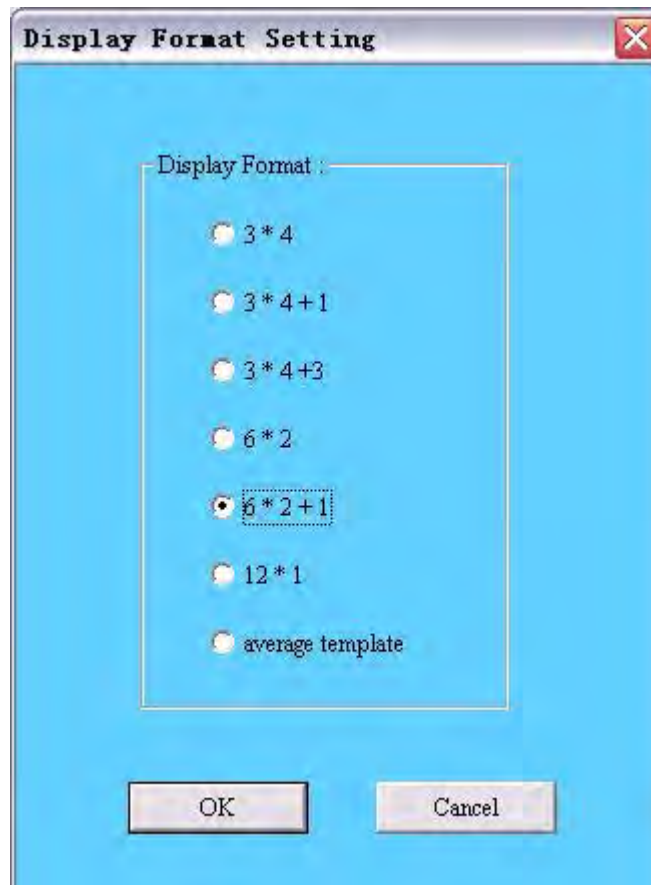 Display Format Setting
Display Format :
3 * 4
3 * 4 + 1
3 * 4 +3
6 * 2
6 * 2 + 1
12 * 1
average template
OK
Cancel